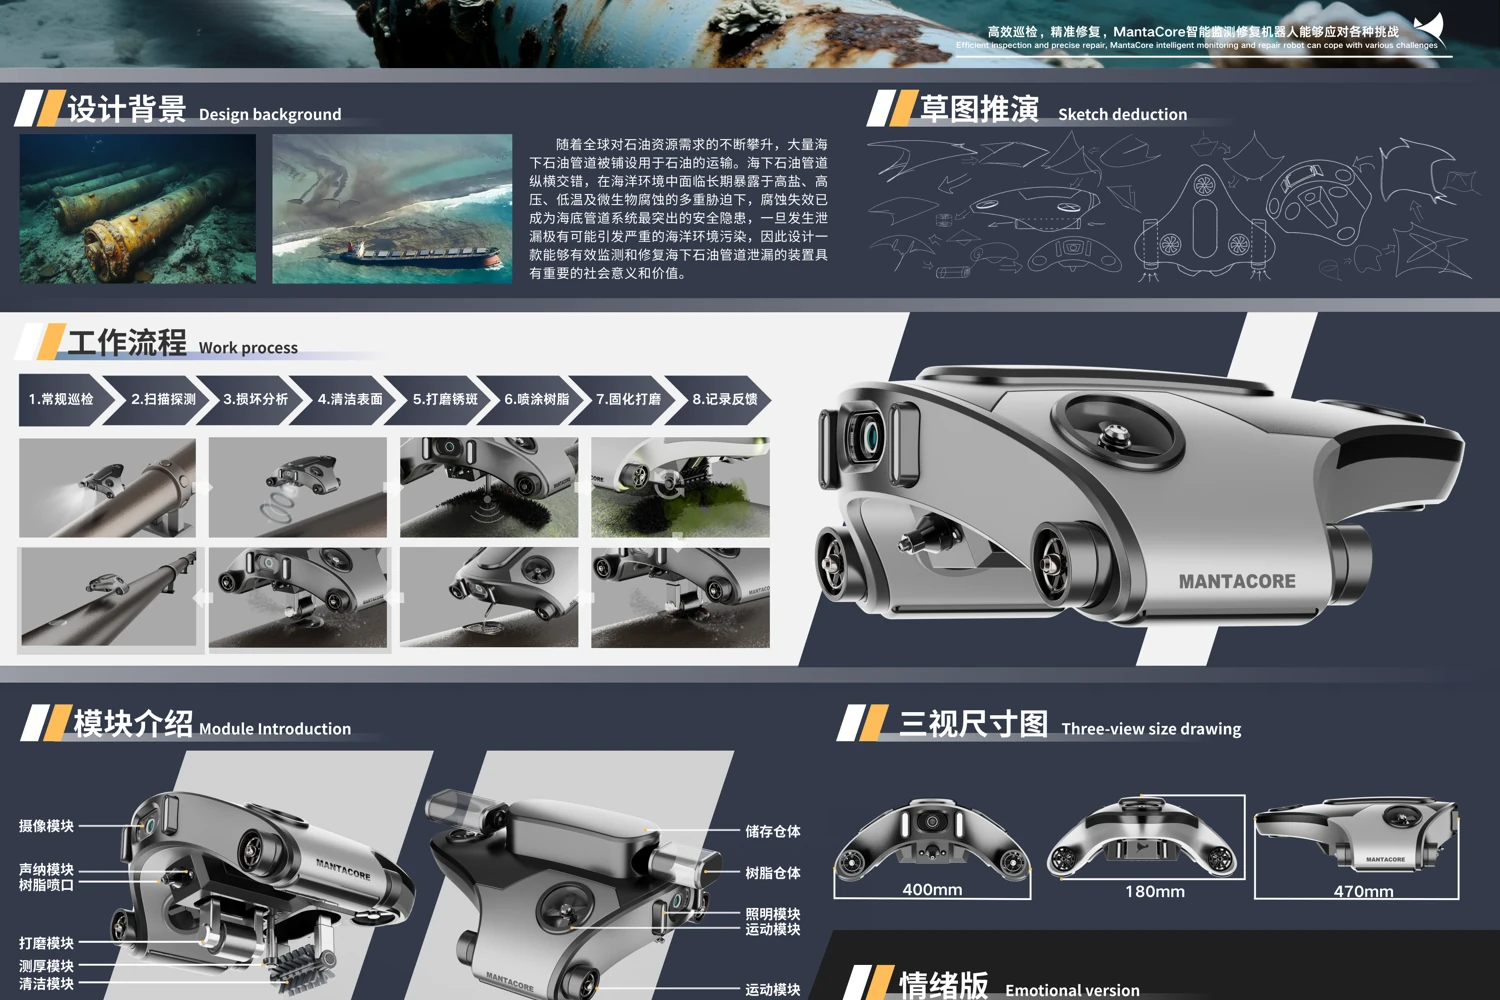 高效巡检，精准修复，MantaCore智能监测修复机器人能够应对各种挑战
Efficient inspection and precise repair, MantaCore intelligent monitoring and repair robot can cope with various challenges
设计背景 Design background
随着全球对石油资源需求的不断攀升，大量海
下石油管道被铺设用于石油的运输。海下石油管道
纵横交错，在海洋环境中面临长期暴露于高盐、高
压、低温及微生物腐蚀的多重胁迫下，腐蚀失效已
成为海底管道系统最突出的安全隐患，一旦发生泄
漏极有可能引发严重的海洋环境污染，因此设计一
款能够有效监测和修复海下石油管道泄漏的装置具
有重要的社会意义和价值。
草图推演 Sketch deduction
工作流程 Work process
1.常规巡检
2.扫描探测
3.损坏分析
4.清洁表面
5.打磨锈斑
6.喷涂树脂
7.固化打磨
8.记录反馈
MANTACORE
模块介绍 Module Introduction
摄像模块
声纳模块
树脂喷口
打磨模块
测厚模块
清洁模块
MANTACORE
储存仓体
树脂仓体
照明模块
运动模块
运动模块
MANTACORE
三视尺寸图 Three-view size drawing
400mm
180mm
MANTACORE
470mm
情绪版 Emotional version